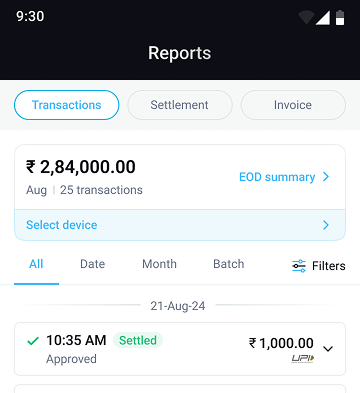 9:30
Reports
Transactions
Settlement
Invoice
₹ 2,84,000.00
EOD summary
Aug | 25 transactions
Select device
All
Date
Month
Batch
Filters
21-Aug-24
10:35 AM Settled
₹ 1,000.00
Approved
UPI